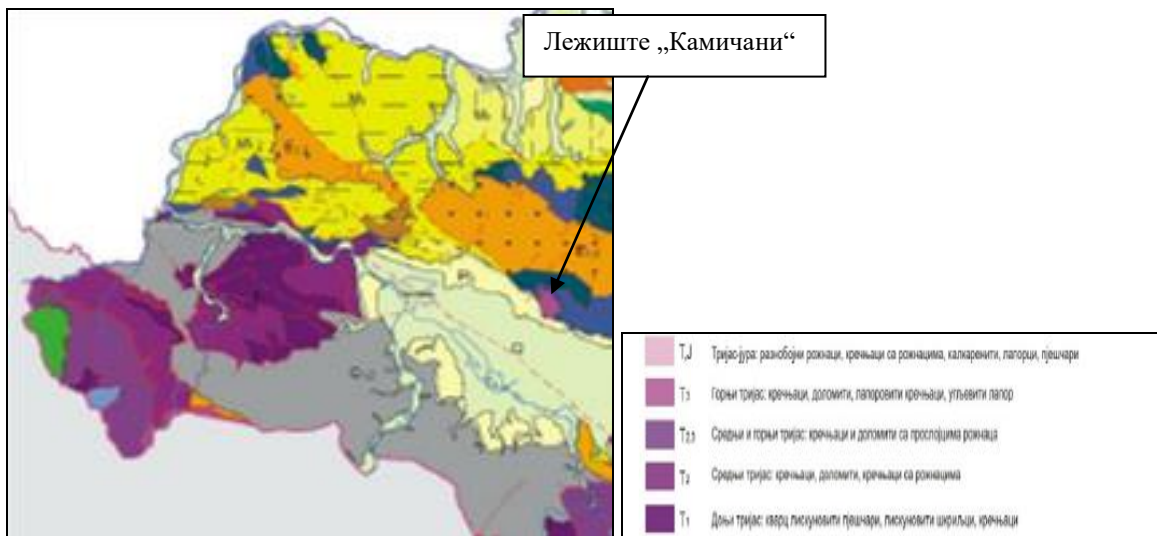 Лежиште „Камичани“
T,J Тријас-јура: разнобојни рожнаци, кречњаци са рожнацима, калкаренити, лапорци, пјешчари
T3 Горњи тријас: кречњаци, доломити, лапоровити кречњаци, угљевити лапор
T2,3 Средњи и горњи тријас: кречњаци и доломити са прослојцима рожнаца
T2 Средњи тријас: кречњаци, доломити, кречњаци са рожнацима
T1 Доњи тријас: кварц лискуновити пјешчари, лискуновити шкриљци, кречњаци